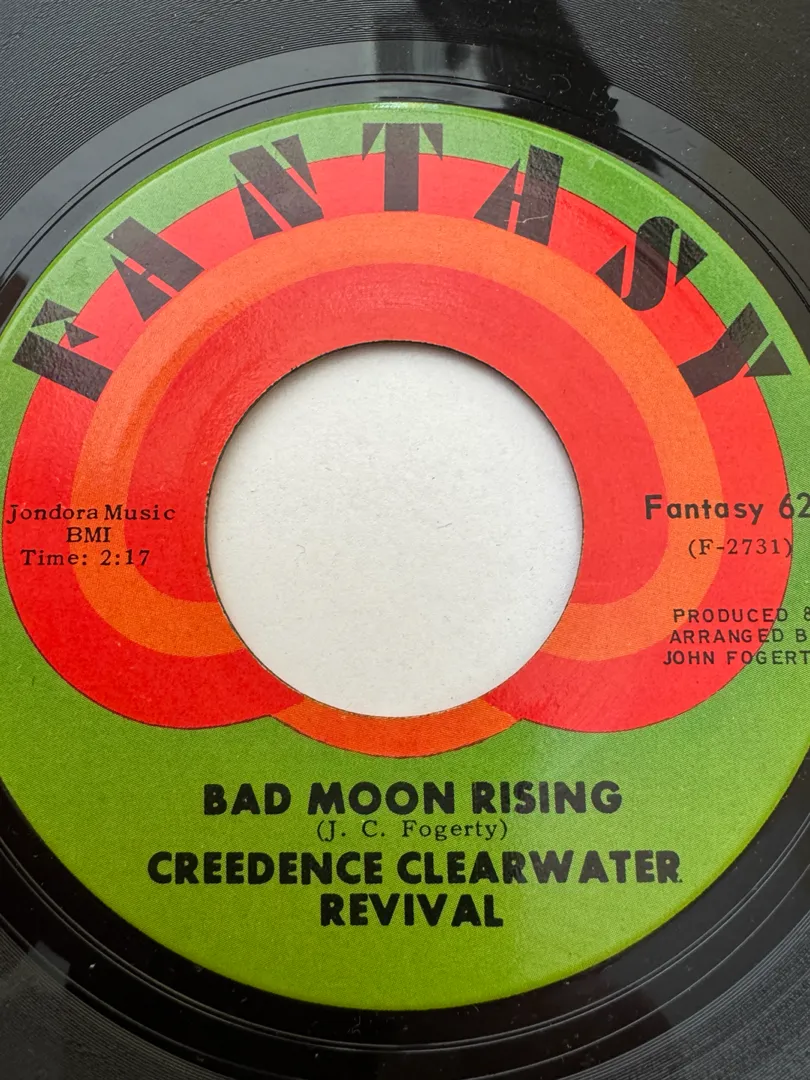 FANTASY
Jondora Music
BMI
Time: 2:17
Fantasy 62
(F-2731)
PRODUCED &
ARRANGED B
JOHN FOGERT
BAD MOON RISING
(J. C. Fogerty)
CREEDENCE CLEARWATER
REVIVAL